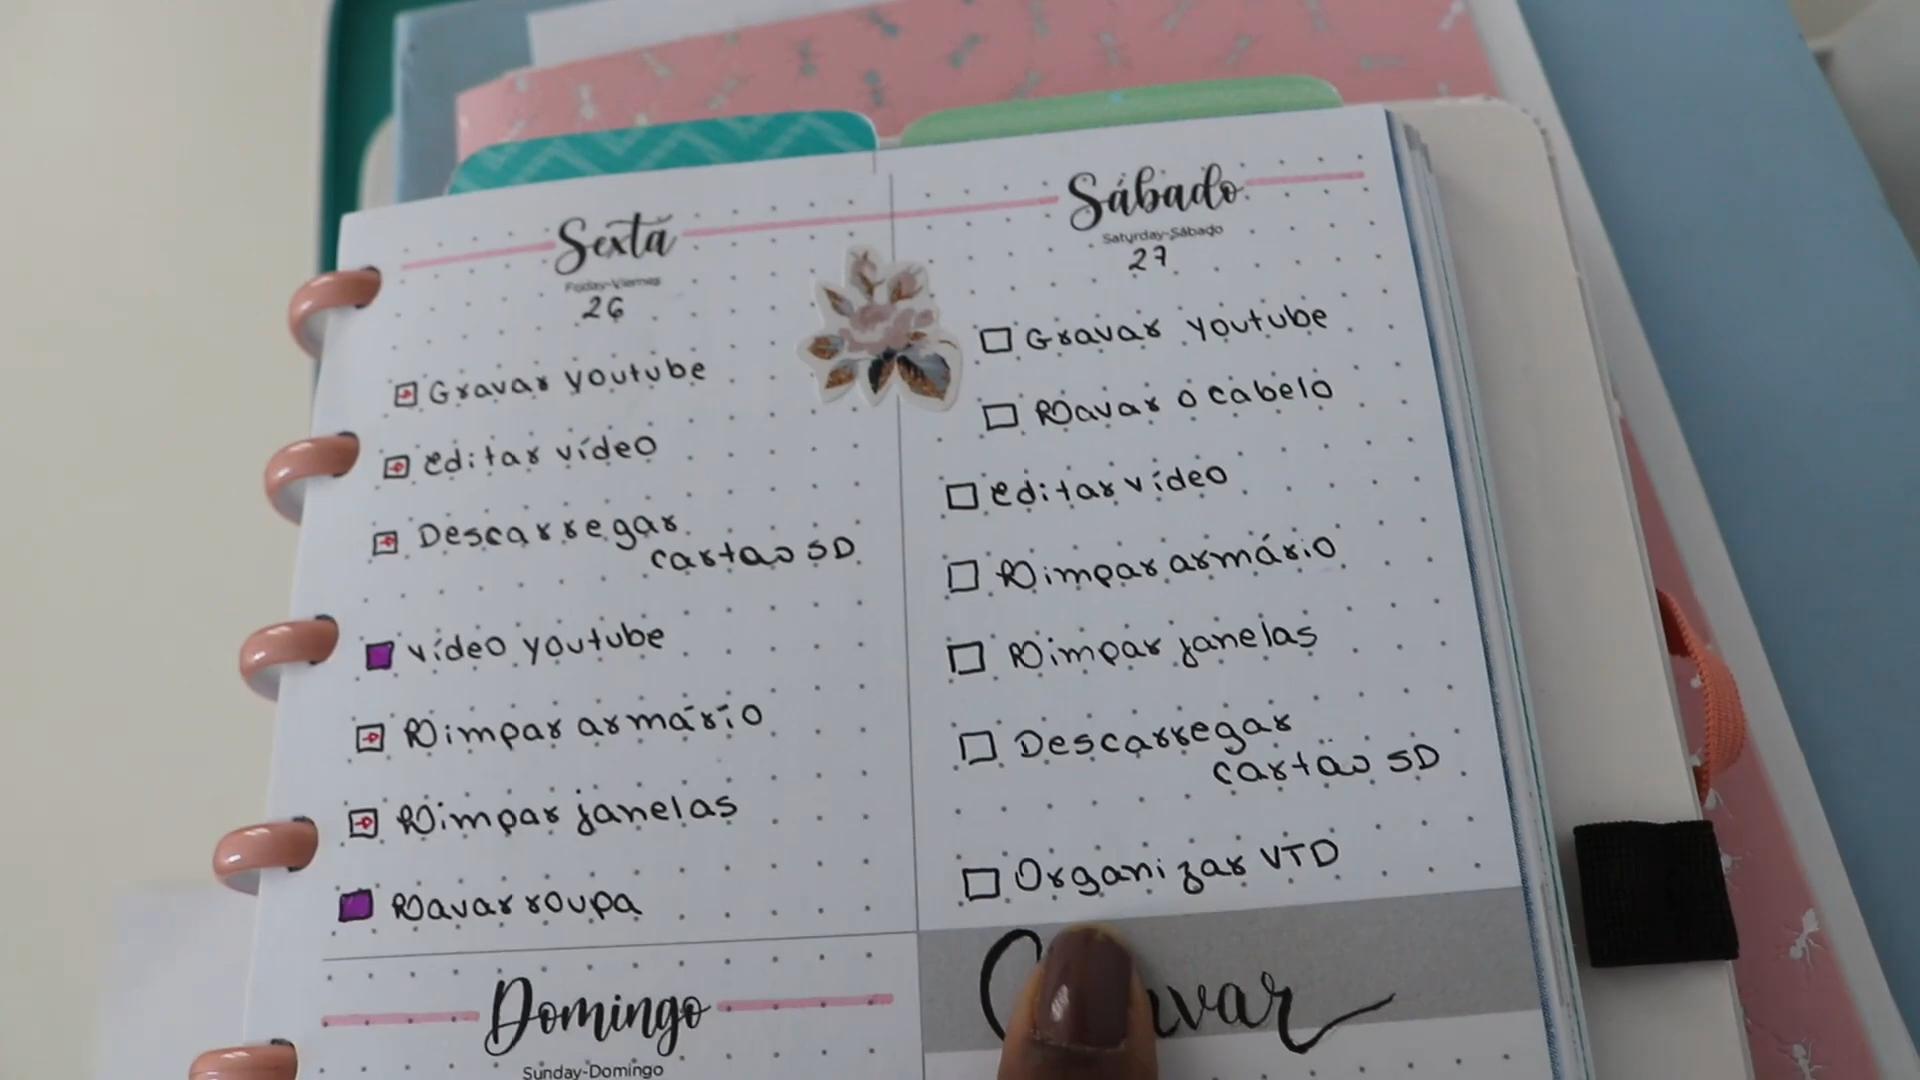 Sexta
Friday-Viernes
26
Gravar youtube
Editar vídeo
Descarregar
cartao SD
Vídeo youtube
Limpar armário
Limpar janelas
Lavar roupa
Sábado
Saturday-Sábado
27
Gravar youtube
Lavar o cabelo
Editar vídeo
Limpar armário
Limpar janelas
Descarregar
cartão SD
Organizar VTD
Domingo
Sunday-Domingo